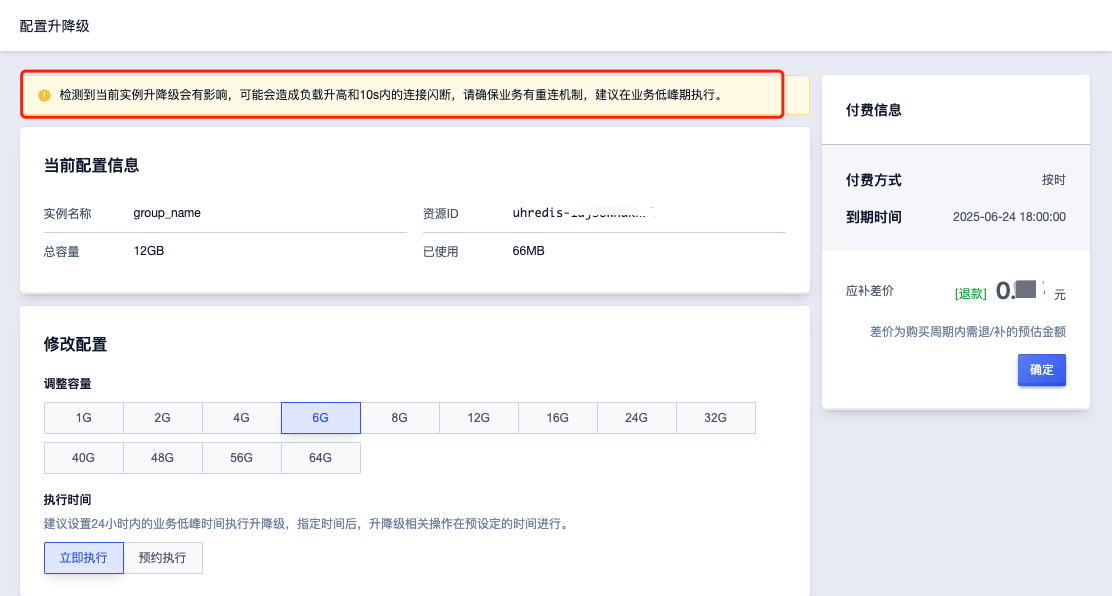 配置升降级
检测到当前实例升降级会有影响，可能会造成负载升高和10s内的连接闪断，请确保业务有重连机制，建议在业务低峰期执行。
当前配置信息
实例名称 group_name 资源ID
总容量 12GB 已使用 66MB
修改配置
调整容量
1G 2G 4G 6G 8G 12G 16G 24G 32G
40G 48G 56G 64G
执行时间
建议设置24小时内的业务低峰时间执行升降级，指定时间后，升降级相关操作在预设定的时间进行。
立即执行 预约执行
付费信息
付费方式 按时
到期时间 2025-06-24 18:00:00
应补差价 [退款] 0. 元
差价为购买周期内需退/补的预估金额
确定